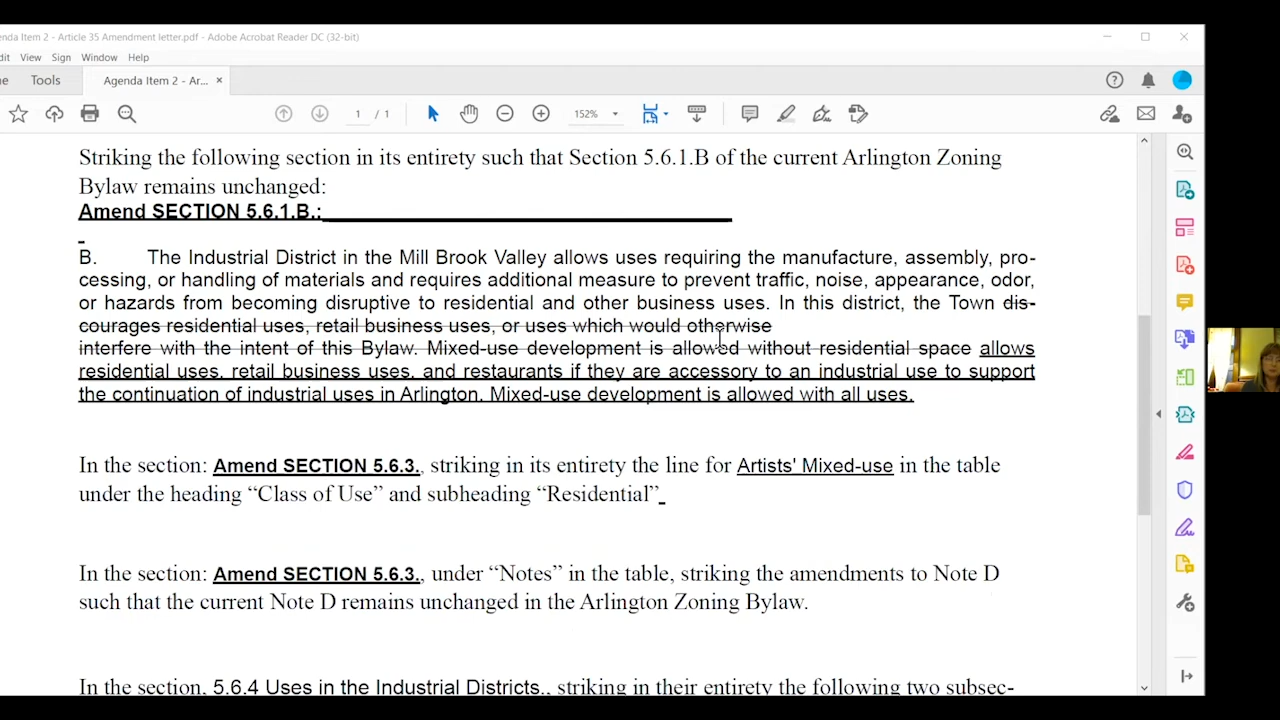 enda Item 2 - Article 35 Amendment letter.pdf - Adobe Acrobat Reader DC (32-bit)
dit View Sign Window Help
ne Tools Agenda Item 2 - Ar... ×
1 / 1 152%
Striking the following section in its entirety such that Section 5.6.1.B of the current Arlington Zoning
Bylaw remains unchanged:
Amend SECTION 5.6.1.B.:
B. The Industrial District in the Mill Brook Valley allows uses requiring the manufacture, assembly, pro-
cessing, or handling of materials and requires additional measure to prevent traffic, noise, appearance, odor,
or hazards from becoming disruptive to residential and other business uses. In this district, the Town dis-
courages residential uses, retail business uses, or uses which would otherwise
interfere with the intent of this Bylaw. Mixed-use development is allowed without residential space allows
residential uses, retail business uses, and restaurants if they are accessory to an industrial use to support
the continuation of industrial uses in Arlington. Mixed-use development is allowed with all uses.
In the section: Amend SECTION 5.6.3., striking in its entirety the line for Artists' Mixed-use in the table
under the heading “Class of Use” and subheading “Residential”
In the section: Amend SECTION 5.6.3., under “Notes” in the table, striking the amendments to Note D
such that the current Note D remains unchanged in the Arlington Zoning Bylaw.
In the section, 5.6.4 Uses in the Industrial Districts., striking in their entirety the following two subsec-